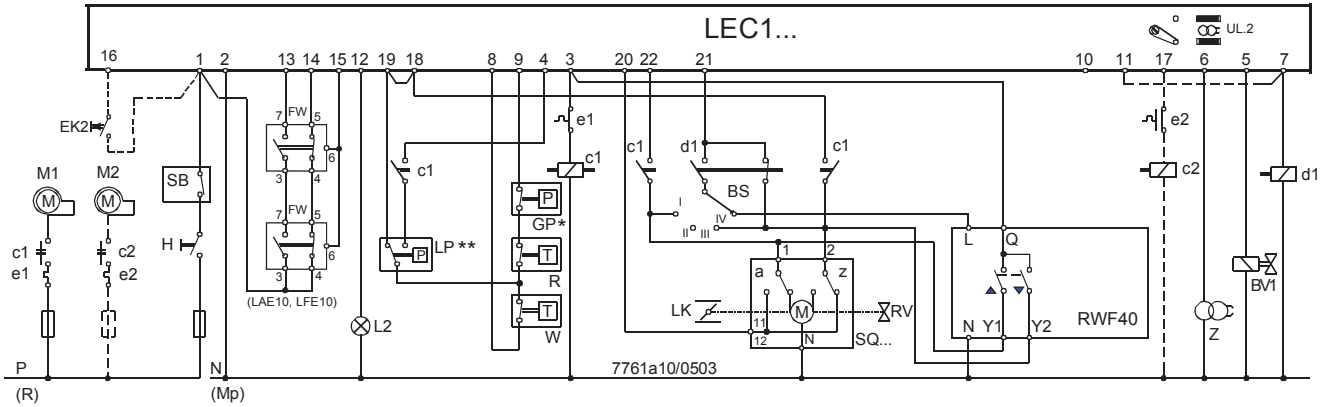 LEC1...
UL.2
16 1 2 13 14 15 12 19 18 8 9 4 3 20 22 21 10 11 17 6 5 7
EK2
7 FW 5
6
3 4
e1
e2
c1 c1 c1 d1 c1
c2 d1
M1 M2
M M
SB
P
GP*
BS
I
II III IV
7 FW 5
6
3 4
H
c1 c2
e1 e2
LP **
P
T
R
1 2
a z
L Q
BV1
(LAE10, LFE10)
L2
T
W
LK
M
RV
11
12
N
SQ...
N Y1 Y2
RWF40
Z
P N
7761a10/0503
(R) (Mp)